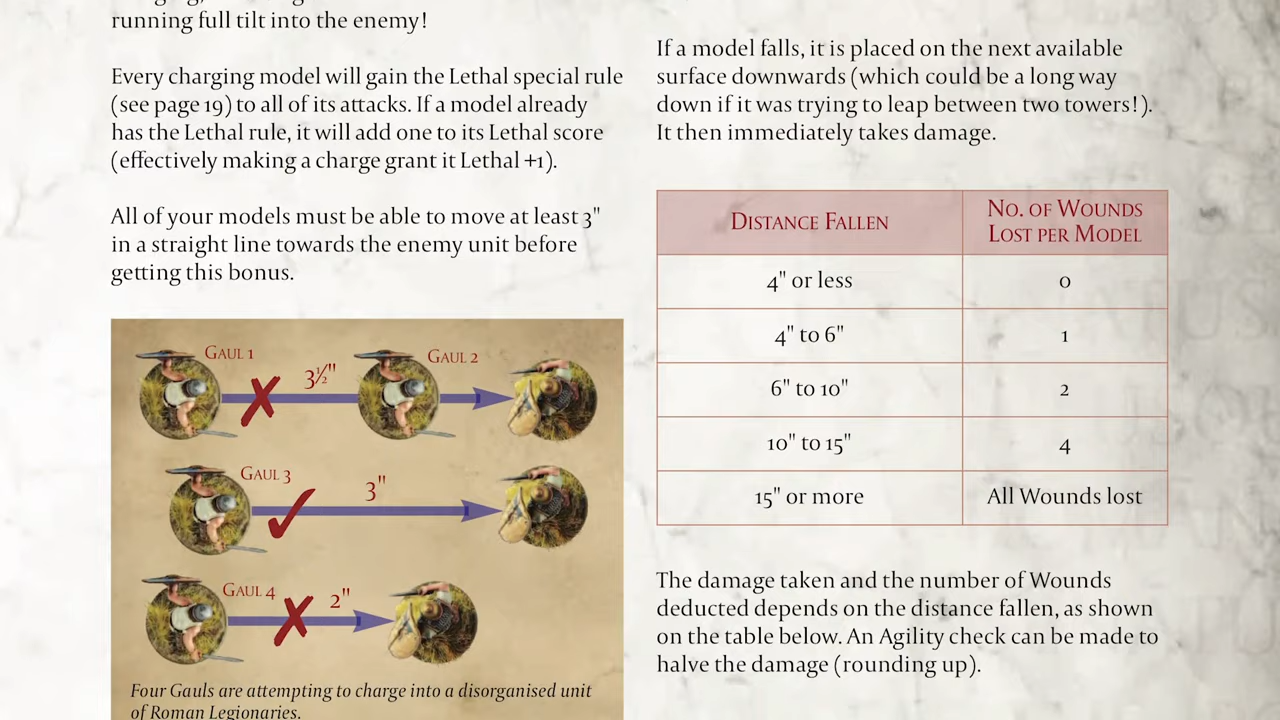 running full tilt into the enemy!
Every charging model will gain the Lethal special rule
(see page 19) to all of its attacks. If a model already
has the Lethal rule, it will add one to its Lethal score
(effectively making a charge grant it Lethal +1).
All of your models must be able to move at least 3"
in a straight line towards the enemy unit before
getting this bonus.
Gaul 1
3½"
Gaul 2
Gaul 3
3"
Gaul 4
2"
Four Gauls are attempting to charge into a disorganised unit
of Roman Legionaries.
If a model falls, it is placed on the next available
surface downwards (which could be a long way
down if it was trying to leap between two towers!).
It then immediately takes damage.
Distance Fallen
No. of Wounds
Lost per Model
4" or less
0
4" to 6"
1
6" to 10"
2
10" to 15"
4
15" or more
All Wounds lost
The damage taken and the number of Wounds
deducted depends on the distance fallen, as shown
on the table below. An Agility check can be made to
halve the damage (rounding up).